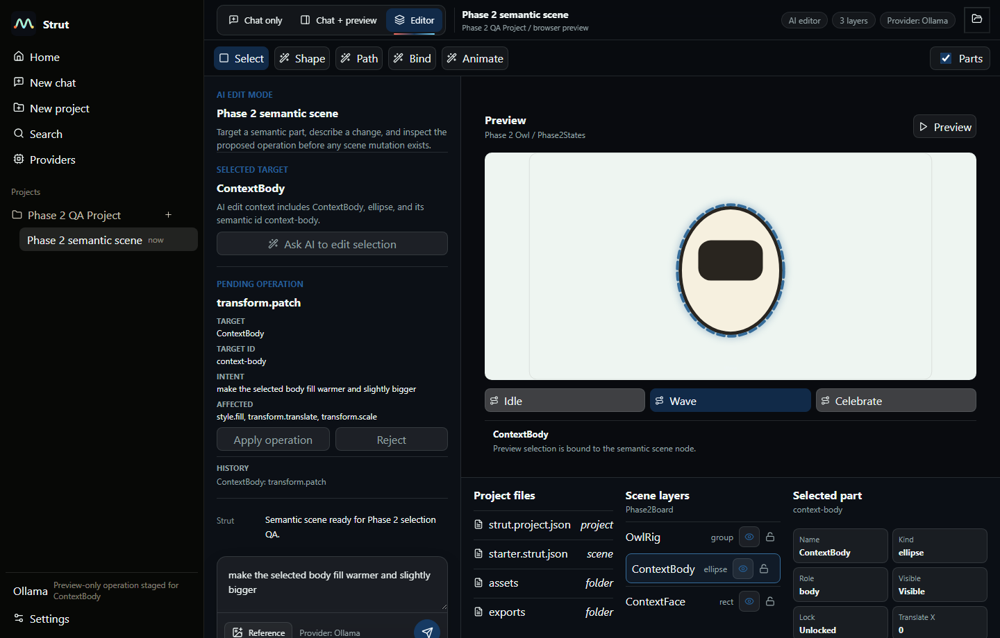 Strut
Home
New chat
New project
Search
Providers
Projects
Phase 2 QA Project +
Phase 2 semantic scene now
Ollama
Preview-only operation staged for
ContextBody
Settings
Chat only
Chat + preview
Editor
Phase 2 semantic scene
Phase 2 QA Project / browser preview
AI editor
3 layers
Provider: Ollama
Select
Shape
Path
Bind
Animate
Parts
AI EDIT MODE
Phase 2 semantic scene
Target a semantic part, describe a change, and inspect the
proposed operation before any scene mutation exists.
SELECTED TARGET
ContextBody
AI edit context includes ContextBody, ellipse, and its
semantic id context-body.
Ask AI to edit selection
PENDING OPERATION
transform.patch
TARGET
ContextBody
TARGET ID
context-body
INTENT
make the selected body fill warmer and slightly bigger
AFFECTED
style.fill, transform.translate, transform.scale
Apply operation
Reject
HISTORY
ContextBody: transform.patch
Strut
Semantic scene ready for Phase 2 selection
QA.
make the selected body fill warmer and slightly
bigger
Reference
Provider: Ollama
Preview
Phase 2 Owl / Phase2States
Preview
Idle
Wave
Celebrate
ContextBody
Preview selection is bound to the semantic scene node.
Project files
strut.project.json project
starter.strut.json scene
assets folder
exports folder
Scene layers
Phase2Board
OwlRig group
ContextBody ellipse
ContextFace rect
Selected part
context-body
Name
ContextBody
Kind
ellipse
Role
body
Visible
Visible
Lock
Unlocked
Translate X
0